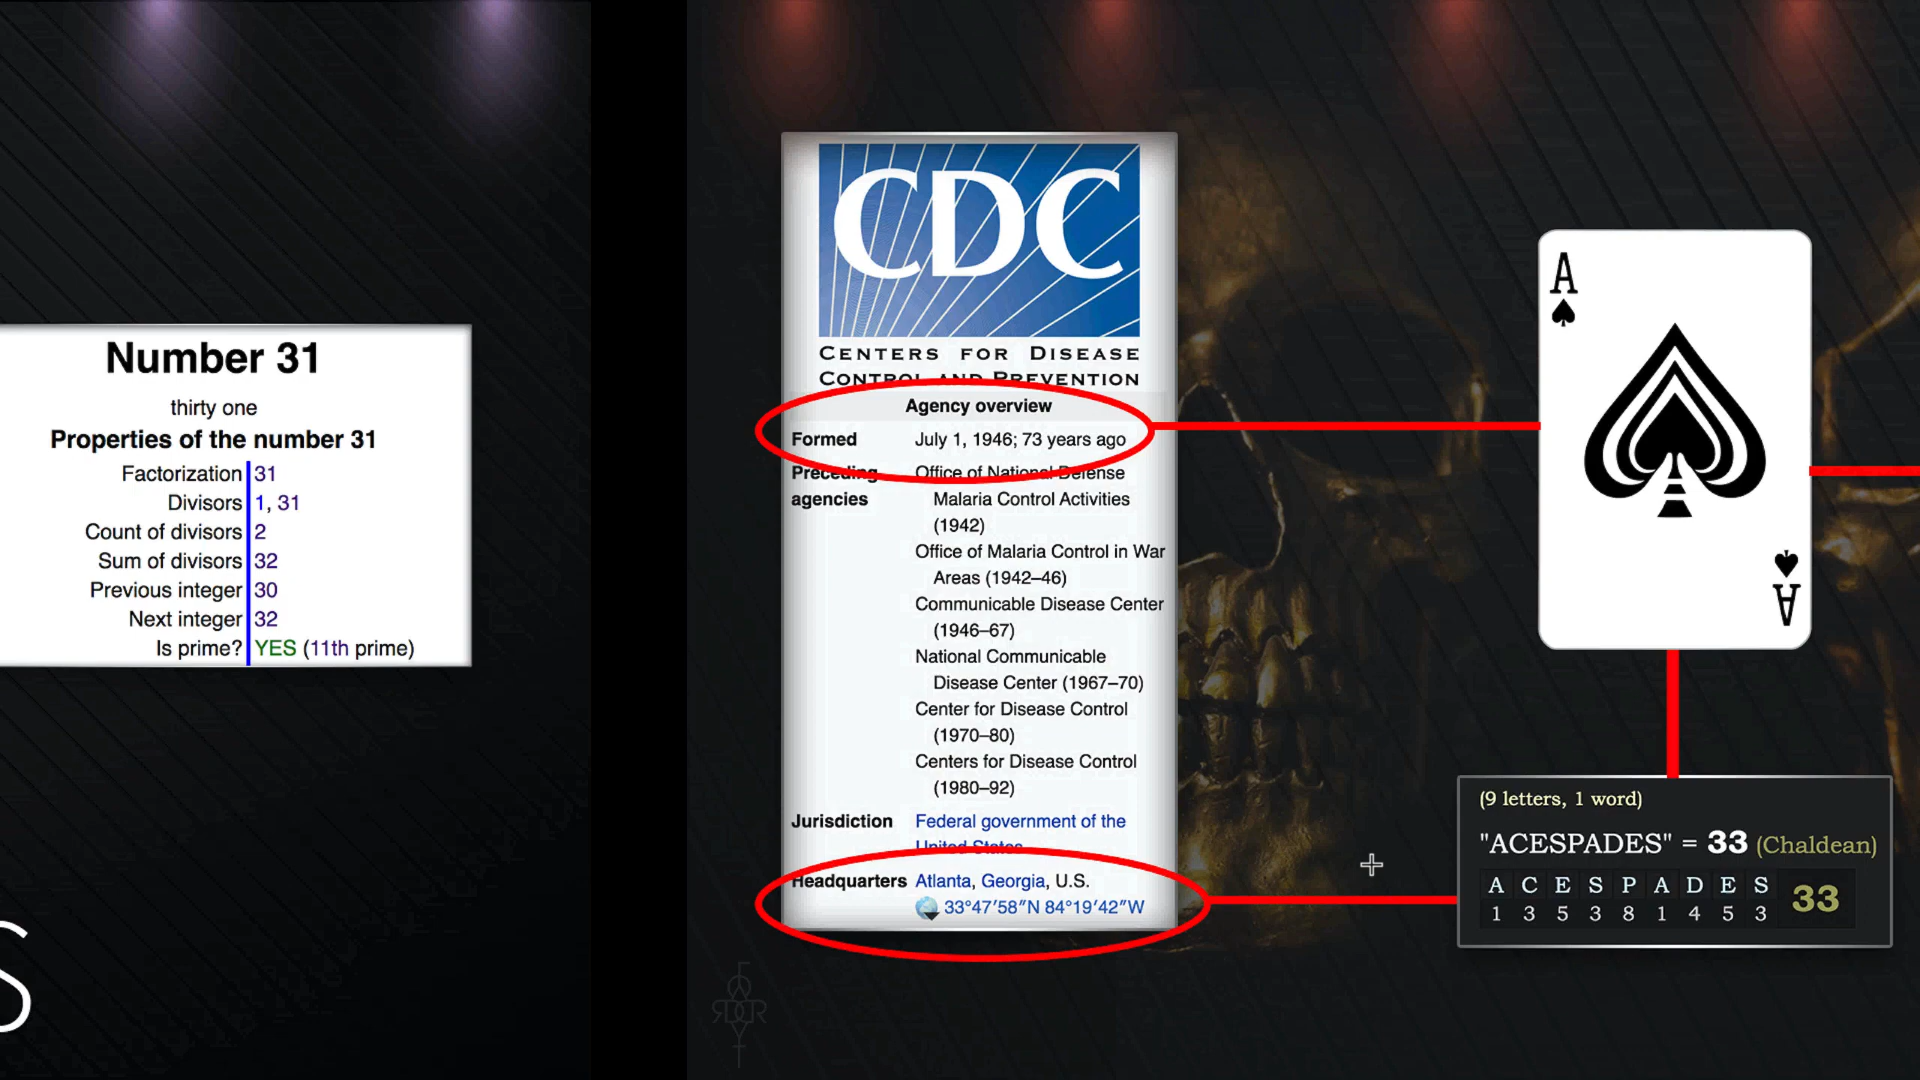 Number 31
thirty one
Properties of the number 31
Factorization 31
Divisors 1, 31
Count of divisors 2
Sum of divisors 32
Previous integer 30
Next integer 32
Is prime? YES (11th prime)
S
CDC
CENTERS FOR DISEASE
CONTROL AND PREVENTION
Agency overview
Formed July 1, 1946; 73 years ago
Preceding agencies Office of National Defense
Malaria Control Activities
(1942)
Office of Malaria Control in War
Areas (1942–46)
Communicable Disease Center
(1946–67)
National Communicable
Disease Center (1967–70)
Center for Disease Control
(1970–80)
Centers for Disease Control
(1980–92)
Jurisdiction Federal government of the
United States
Headquarters Atlanta, Georgia, U.S.
33°47′58″N 84°19′42″W
A
A
(9 letters, 1 word)
"ACESPADES" = 33 (Chaldean)
A C E S P A D E S
1 3 5 3 8 1 4 5 3 33